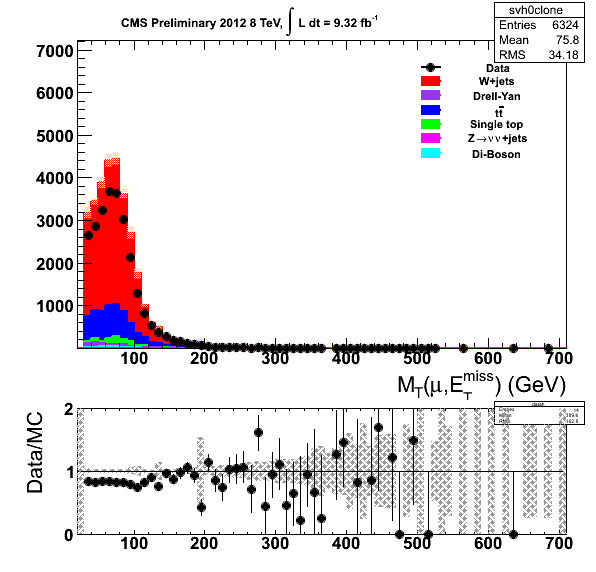 CMS Preliminary 2012 8 TeV, ∫ L dt = 9.32 fb⁻¹
svh0clone
Entries 6324
Mean 75.8
RMS 34.18
7000
6000
5000
4000
3000
2000
1000
Data
W+jets
Drell-Yan
tt̅
Single top
Z→νν+jets
Di-Boson
100 200 300 400 500 600 700
M_T(μ,E_T^miss) (GeV)
Data/MC
2
1
0
Entries
Mean
RMS
100 200 300 400 500 600 700